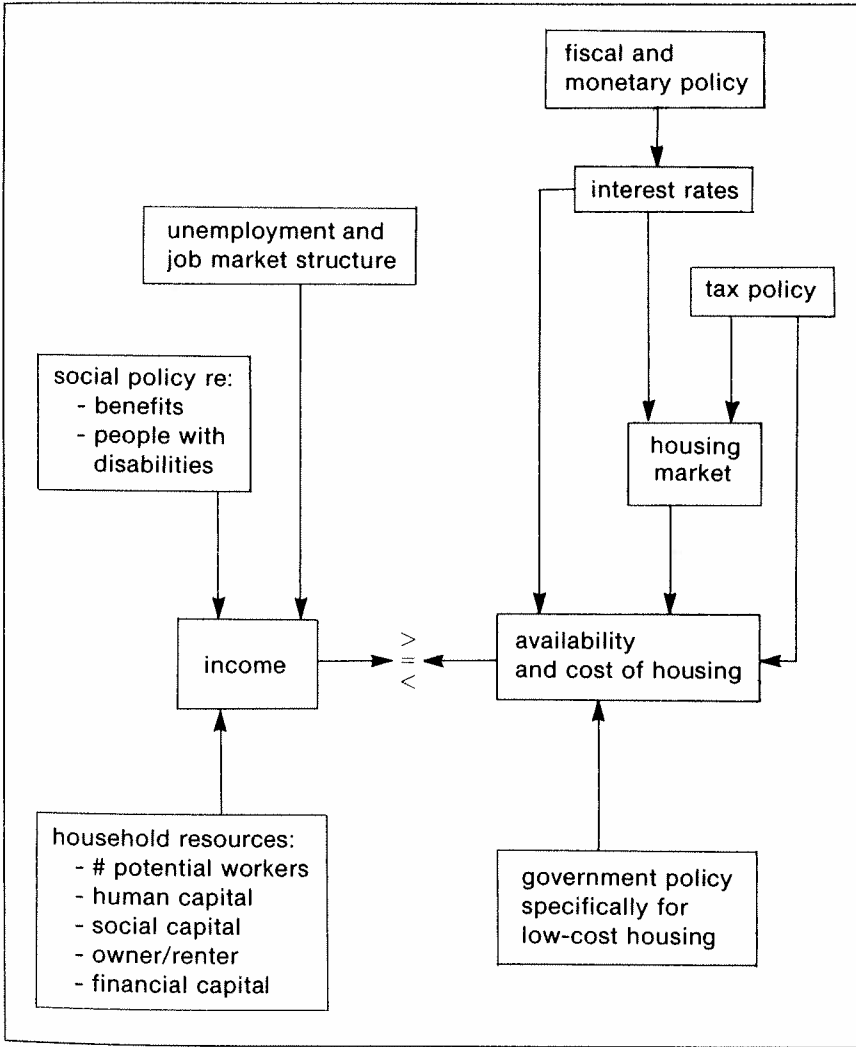 fiscal and
monetary policy
interest rates
unemployment and
job market structure
tax policy
social policy re:
- benefits
- people with
disabilities
housing
market
income
>
=
<
availability
and cost of housing
household resources:
- # potential workers
- human capital
- social capital
- owner/renter
- financial capital
government policy
specifically for
low-cost housing